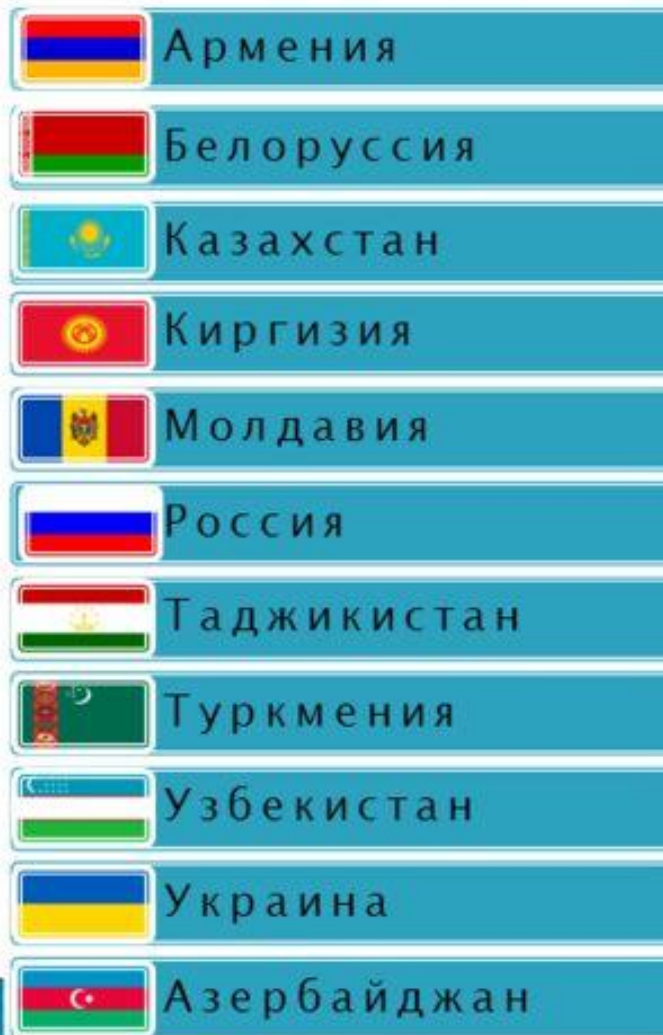 Армения
Белоруссия
Казахстан
Киргизия
Молдавия
Россия
Таджикистан
Туркмения
Узбекистан
Украина
Азербайджан